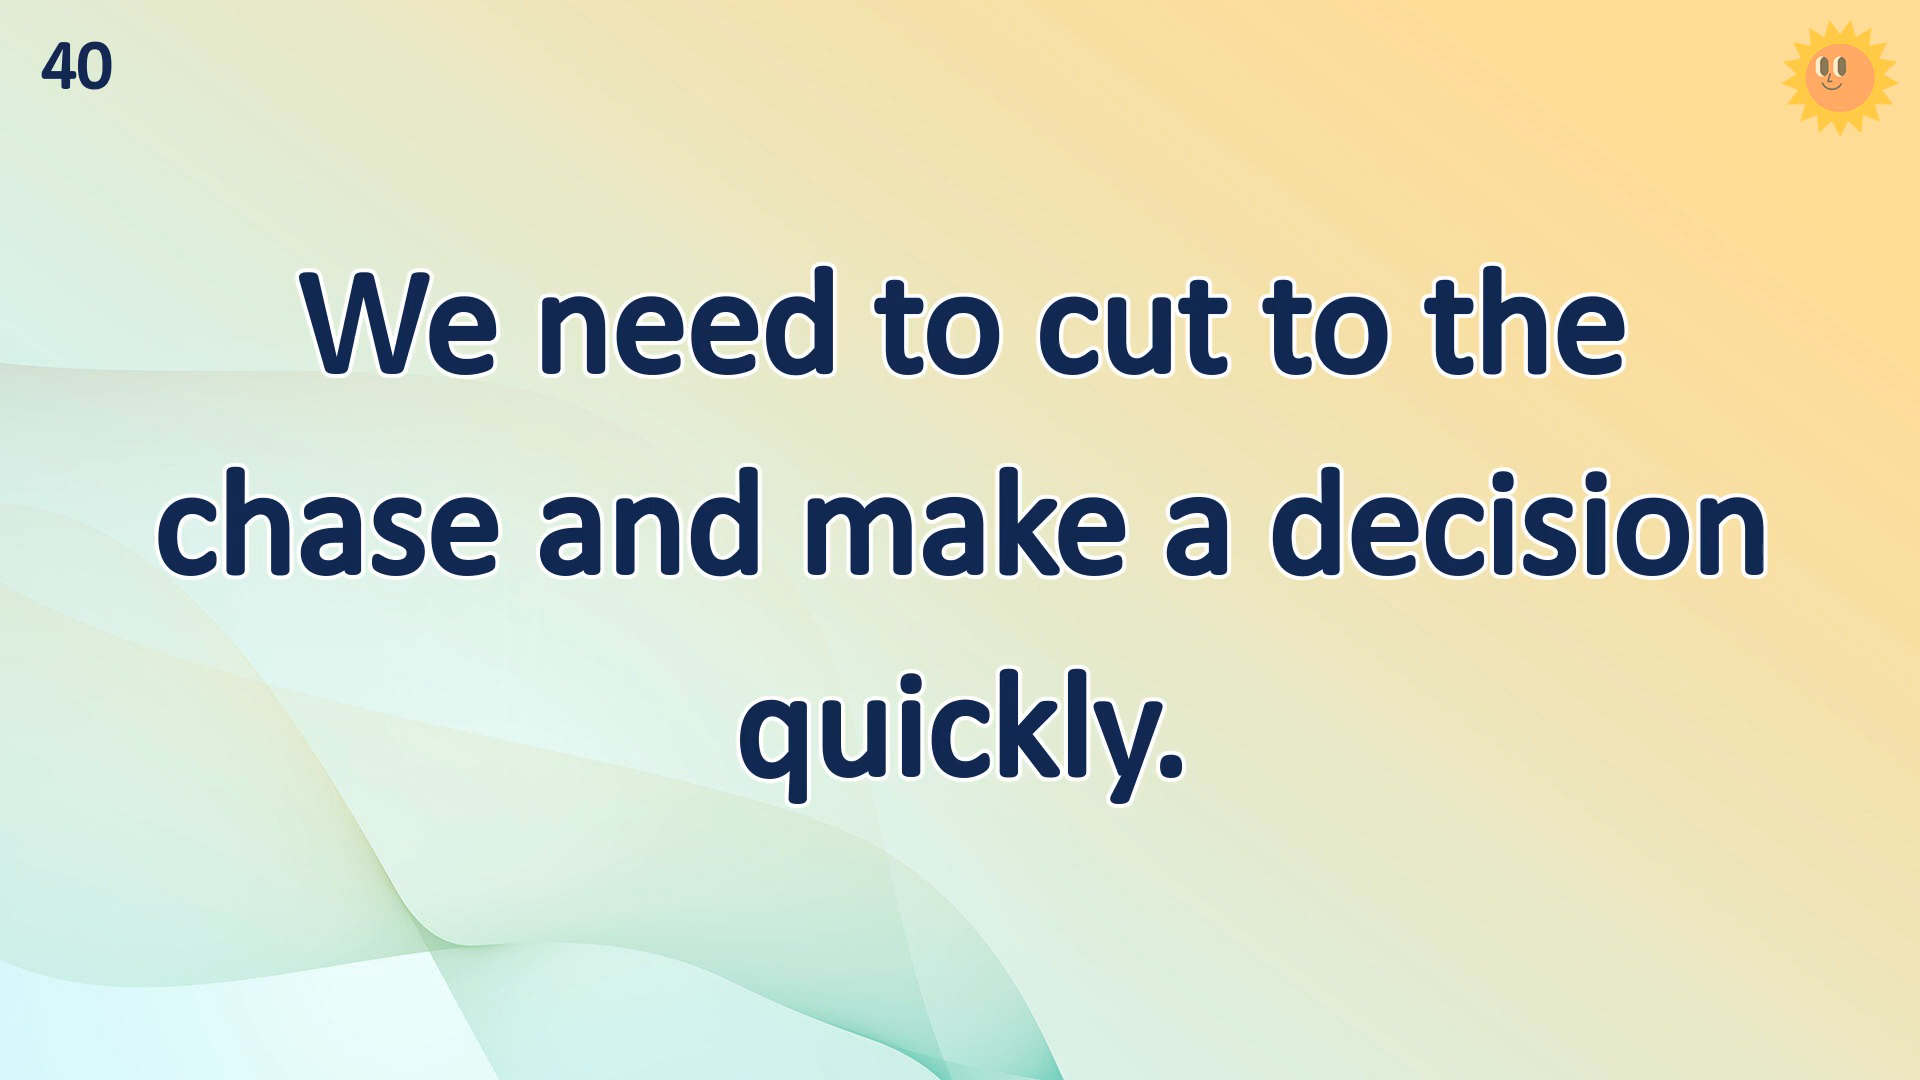 40
We need to cut to the
chase and make a decision
quickly.